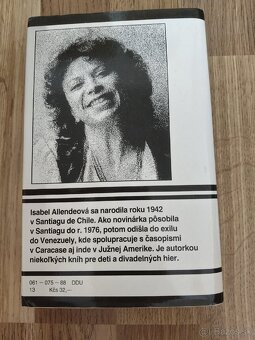 Isabel Allendeová sa narodila roku 1942
v Santiagu de Chile. Ako novinárka pôsobila
v Santiagu do r. 1976, potom odišla do exilu
do Venezuely, kde spolupracuje s časopismi
v Caracase aj inde v Južnej Amerike. Je autorkou
niekoľkých kníh pre deti a divadelných hier.
061 — 075 — 88 DDU
13 Kčs 32,—